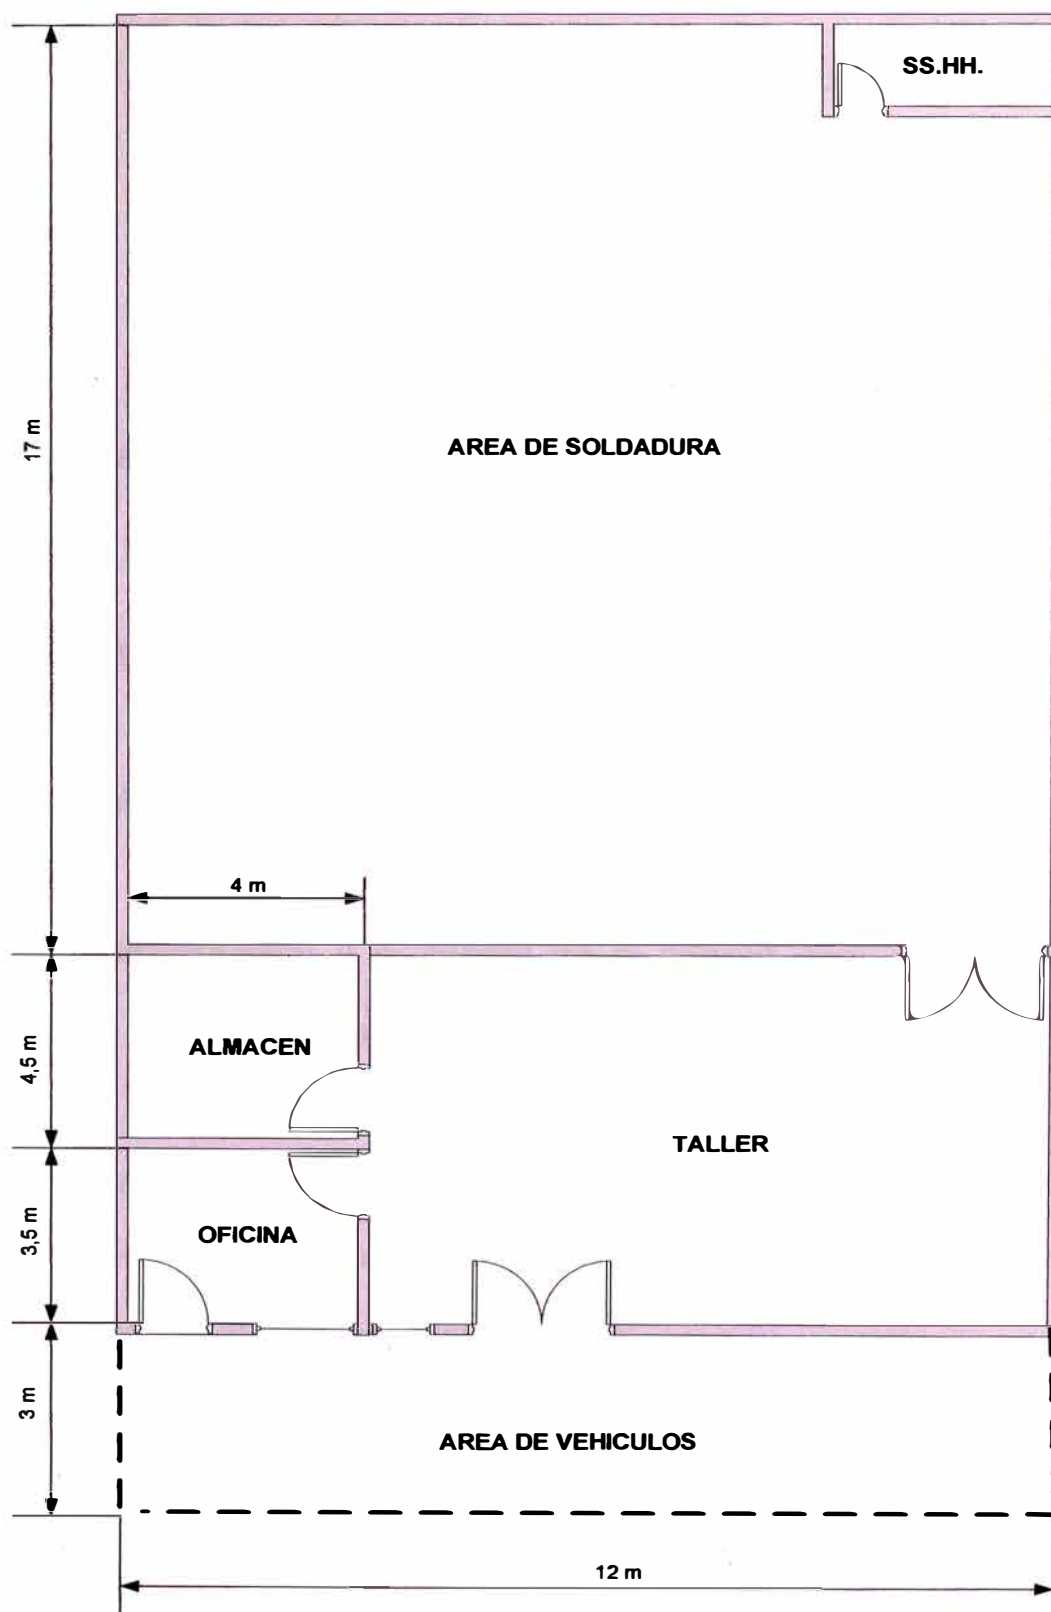 SS.HH.
17 m
AREA DE SOLDADURA
4 m
4,5 m
ALMACEN
TALLER
3,5 m
OFICINA
3 m
AREA DE VEHICULOS
12 m